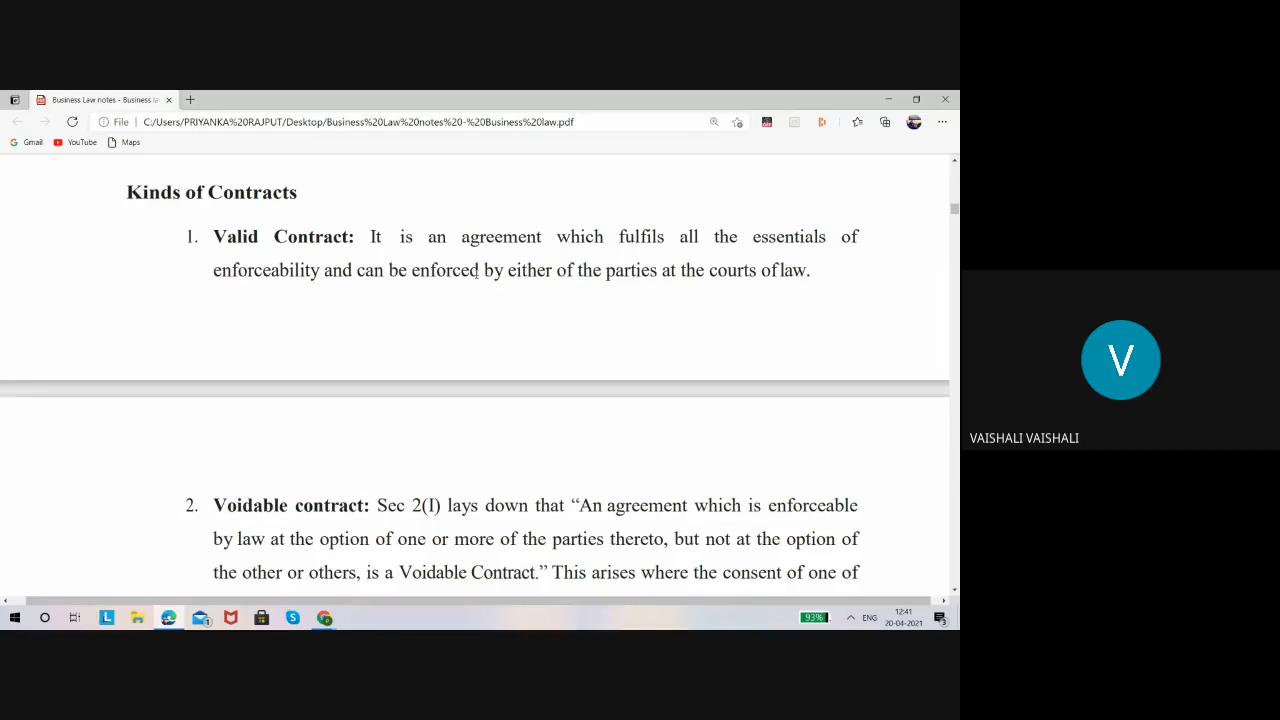 Business Law notes - Business la
File
C:/Users/PRIYANKA%20RAJPUT/Desktop/Business%20Law%20notes%20-%20Business%20law.pdf
Gmail YouTube Maps
Kinds of Contracts
1. Valid Contract: It is an agreement which fulfils all the essentials of
enforceability and can be enforced by either of the parties at the courts of law.
2. Voidable contract: Sec 2(I) lays down that “An agreement which is enforceable
by law at the option of one or more of the parties thereto, but not at the option of
the other or others, is a Voidable Contract.” This arises where the consent of one of
V
VAISHALI VAISHALI
93% ENG 12:41
20-04-2021